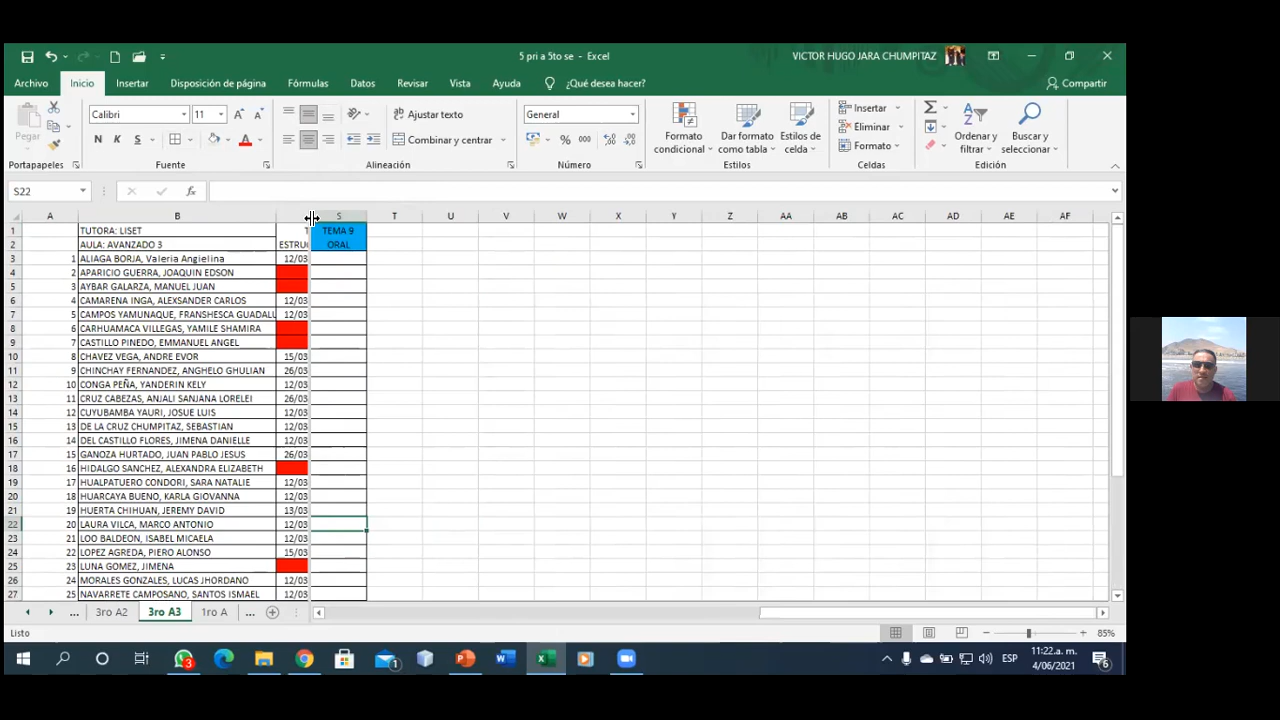 5 pri a 5to se - Excel
VICTOR HUGO JARA CHUMPITAZ
Archivo Inicio Insertar Disposición de página Fórmulas Datos Revisar Vista Ayuda ¿Qué desea hacer? Compartir
Pegar
Calibri 11
N K S
Ajustar texto
Combinar y centrar
General
% 000
Formato condicional
Dar formato como tabla
Estilos de celda
Insertar
Eliminar
Formato
Ordenar y filtrar
Buscar y seleccionar
Portapapeles Fuente Alineación Número Estilos Celdas Edición
S22 fx
A B S T U V W X Y Z AA AB AC AD AE AF
1 TUTORA: LISET T TEMA 9
2 AULA: AVANZADO 3 ESTRUC ORAL
3 1 ALIAGA BORJA, Valeria Angielina 12/03
4 2 APARICIO GUERRA, JOAQUIN EDSON
5 3 AYBAR GALARZA, MANUEL JUAN
6 4 CAMARENA INGA, ALEXSANDER CARLOS 12/03
7 5 CAMPOS YAMUNAQUE, FRANSHESCA GUADALU 12/03
8 6 CARHUAMACA VILLEGAS, YAMILE SHAMIRA
9 7 CASTILLO PINEDO, EMMANUEL ANGEL
10 8 CHAVEZ VEGA, ANDRE EVOR 15/03
11 9 CHINCHAY FERNANDEZ, ANGHELO GHULIAN 26/03
12 10 CONGA PEÑA, YANDERIN KELY 12/03
13 11 CRUZ CABEZAS, ANJALI SANJANA LORELEI 26/03
14 12 CUYUBAMBA YAURI, JOSUE LUIS 12/03
15 13 DE LA CRUZ CHUMPITAZ, SEBASTIAN 12/03
16 14 DEL CASTILLO FLORES, JIMENA DANIELLE 12/03
17 15 GANOZA HURTADO, JUAN PABLO JESUS 26/03
18 16 HIDALGO SANCHEZ, ALEXANDRA ELIZABETH
19 17 HUALPATUERO CONDORI, SARA NATALIE 12/03
20 18 HUARCAYA BUENO, KARLA GIOVANNA 12/03
21 19 HUERTA CHIHUAN, JEREMY DAVID 13/03
22 20 LAURA VILCA, MARCO ANTONIO 12/03
23 21 LOO BALDEON, ISABEL MICAELA 12/03
24 22 LOPEZ AGREDA, PIERO ALONSO 15/03
25 23 LUNA GOMEZ, JIMENA
26 24 MORALES GONZALES, LUCAS JHORDANO 12/03
27 25 NAVARRETE CAMPOSANO, SANTOS ISMAEL 12/03
... 3ro A2 3ro A3 1ro A ...
Listo 85%
3 1 ESP 11:22 a. m. 6
4/06/2021